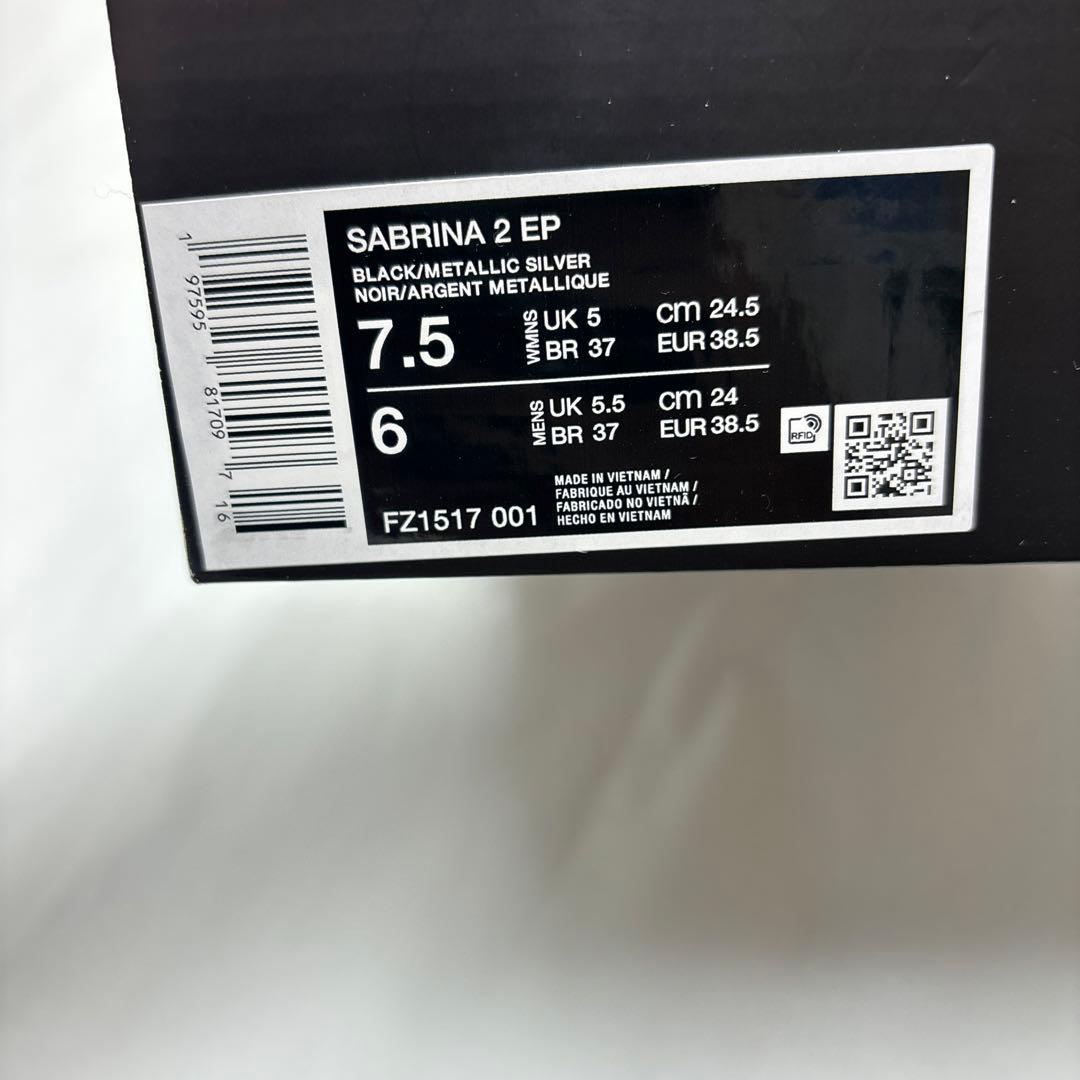 SABRINA 2 EP
BLACK/METALLIC SILVER
NOIR/ARGENT METALLIQUE
7.5 WMNS UK 5 cm 24.5
BR 37 EUR 38.5
6 MENS UK 5.5 cm 24
BR 37 EUR 38.5
RFID
MADE IN VIETNAM /
FABRIQUE AU VIETNAM /
FABRICADO NO VIETNÃ /
HECHO EN VIETNAM
FZ1517 001
1 97595 81709 7 16